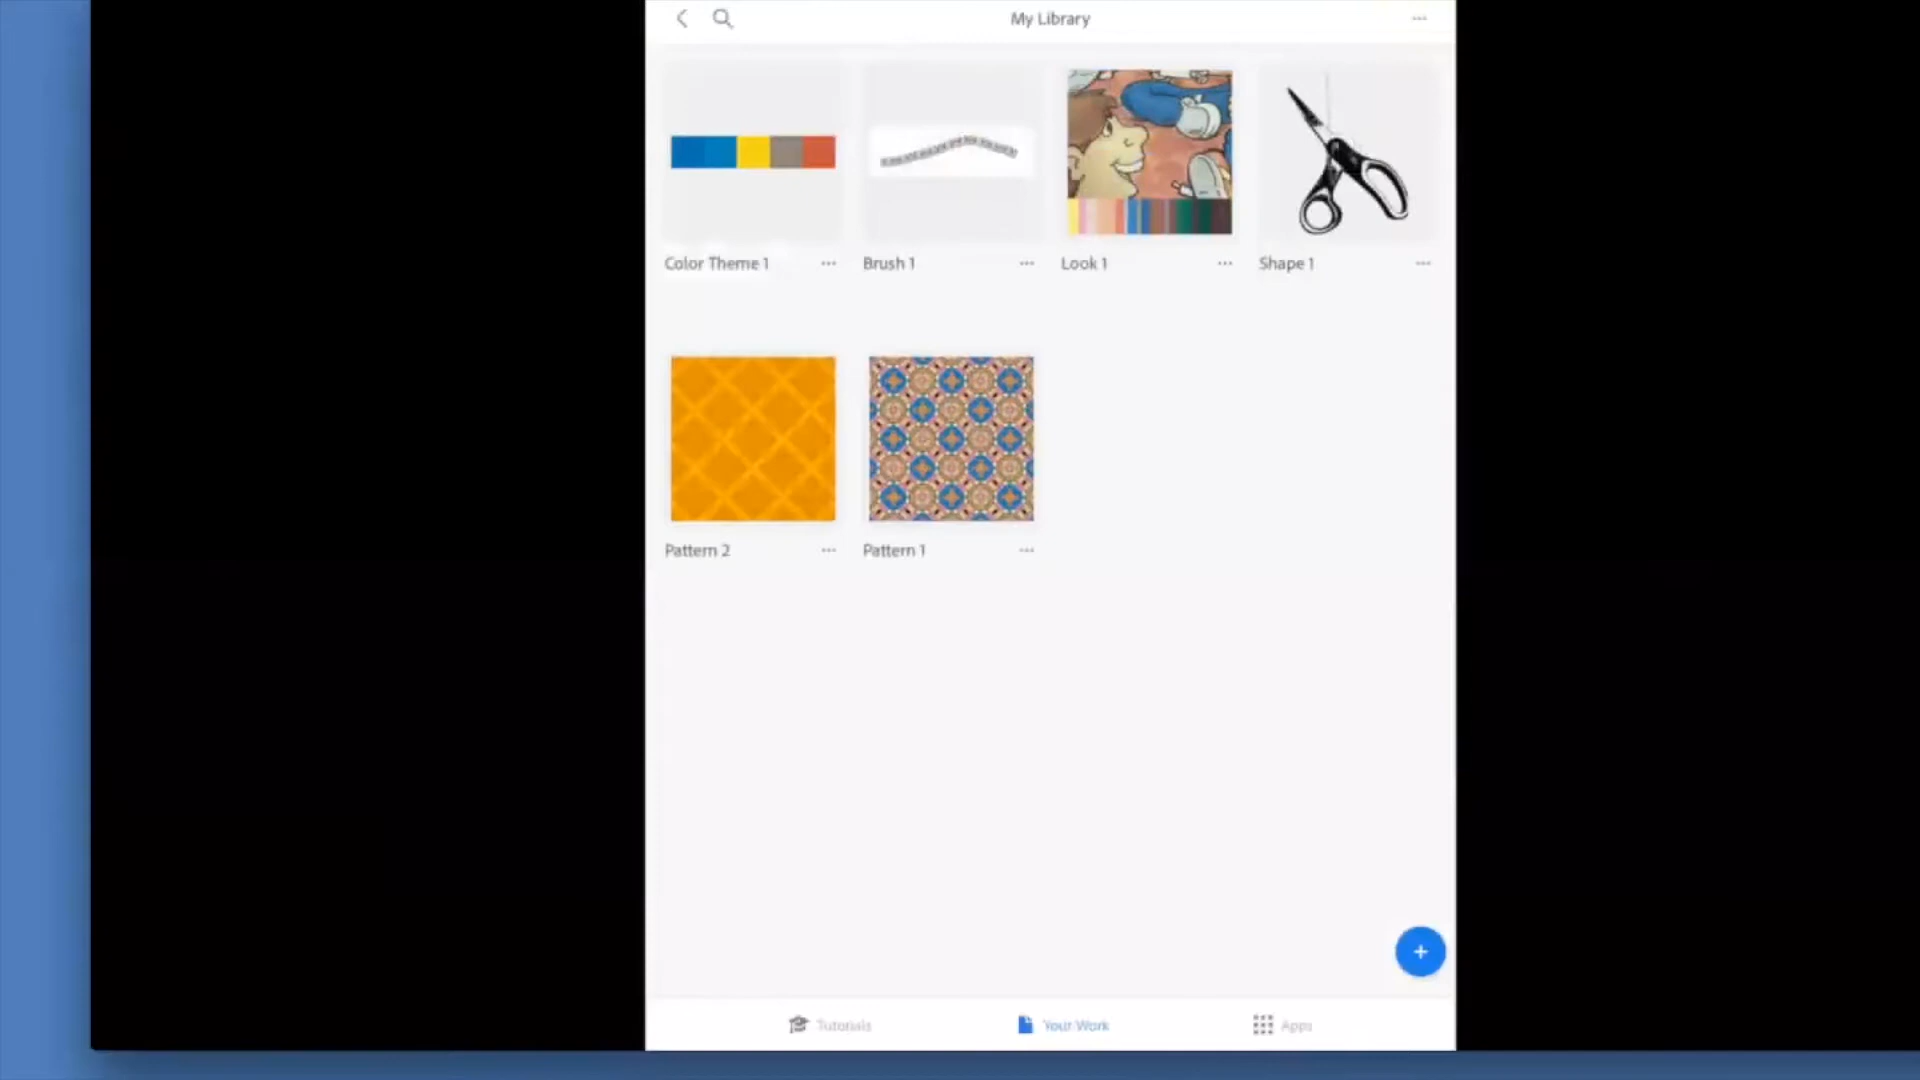 My Library
Color Theme 1
Brush 1
Look 1
Shape 1
Pattern 2
Pattern 1
Tutorials
Your Work
Apps